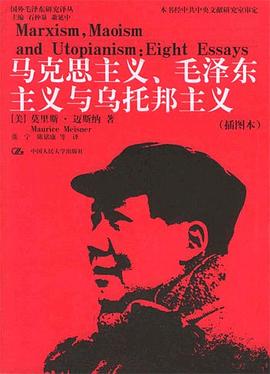 国外毛泽东研究译丛
主编 石仲泉 萧延中
本书经中共中央文献研究室审定
Marxism, Maoism
and Utopianism: Eight Essays
马克思主义、毛泽东
主义与乌托邦主义
(插图本)
[美] 莫里斯·迈斯纳 著
Maurice Meisner
张 宁 陈铭康 等 译
中国人民大学出版社